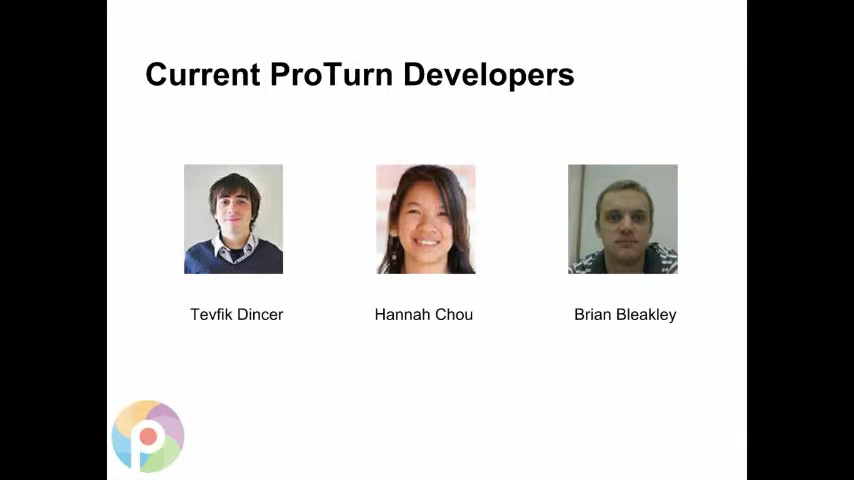 Current ProTurn Developers
Tevfik Dincer
Hannah Chou
Brian Bleakley
p